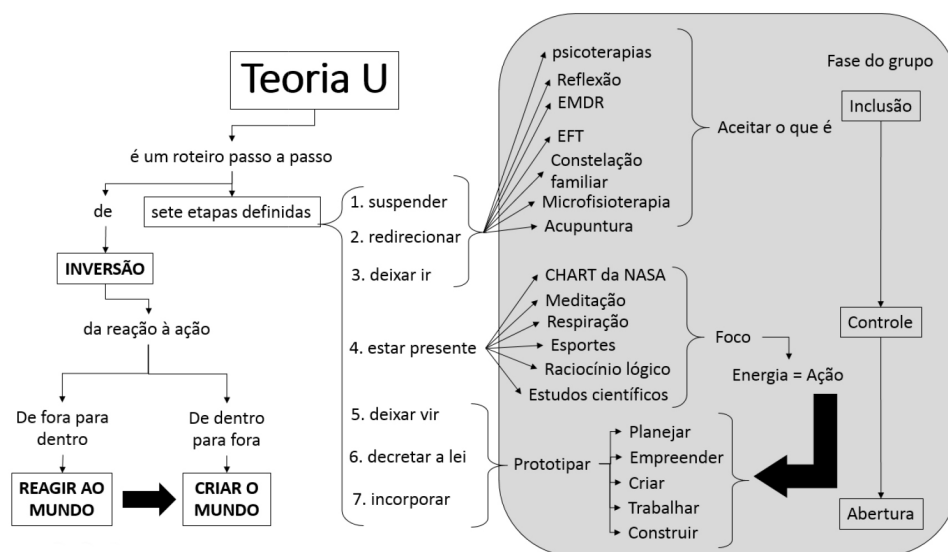 Teoria U
é um roteiro passo a passo
de
sete etapas definidas
INVERSÃO
da reação à ação
De fora para
dentro
De dentro
para fora
REAGIR AO
MUNDO
CRIAR O
MUNDO
1. suspender
2. redirecionar
3. deixar ir
4. estar presente
5. deixar vir
6. decretar a lei
7. incorporar
psicoterapias
Reflexão
EMDR
EFT
Constelação
familiar
Microfisioterapia
Acupuntura
Aceitar o que é
CHART da NASA
Meditação
Respiração
Esportes
Raciocínio lógico
Estudos científicos
Foco
Energia = Ação
Prototipar
Planejar
Empreender
Criar
Trabalhar
Construir
Fase do grupo
Inclusão
Controle
Abertura